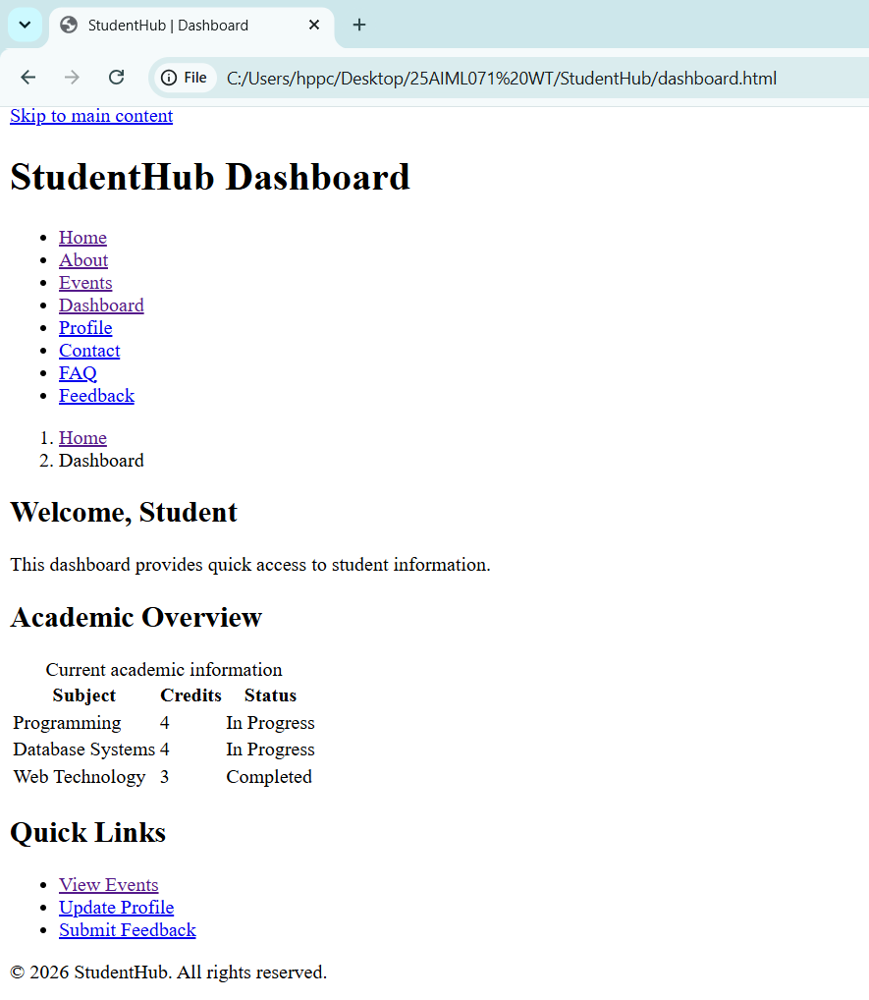 StudentHub | Dashboard
File C:/Users/hppc/Desktop/25AIML071%20WT/StudentHub/dashboard.html
Skip to main content
StudentHub Dashboard
• Home
• About
• Events
• Dashboard
• Profile
• Contact
• FAQ
• Feedback
1. Home
2. Dashboard
Welcome, Student
This dashboard provides quick access to student information.
Academic Overview
Current academic information
Subject Credits Status
Programming 4 In Progress
Database Systems 4 In Progress
Web Technology 3 Completed
Quick Links
• View Events
• Update Profile
• Submit Feedback
© 2026 StudentHub. All rights reserved.